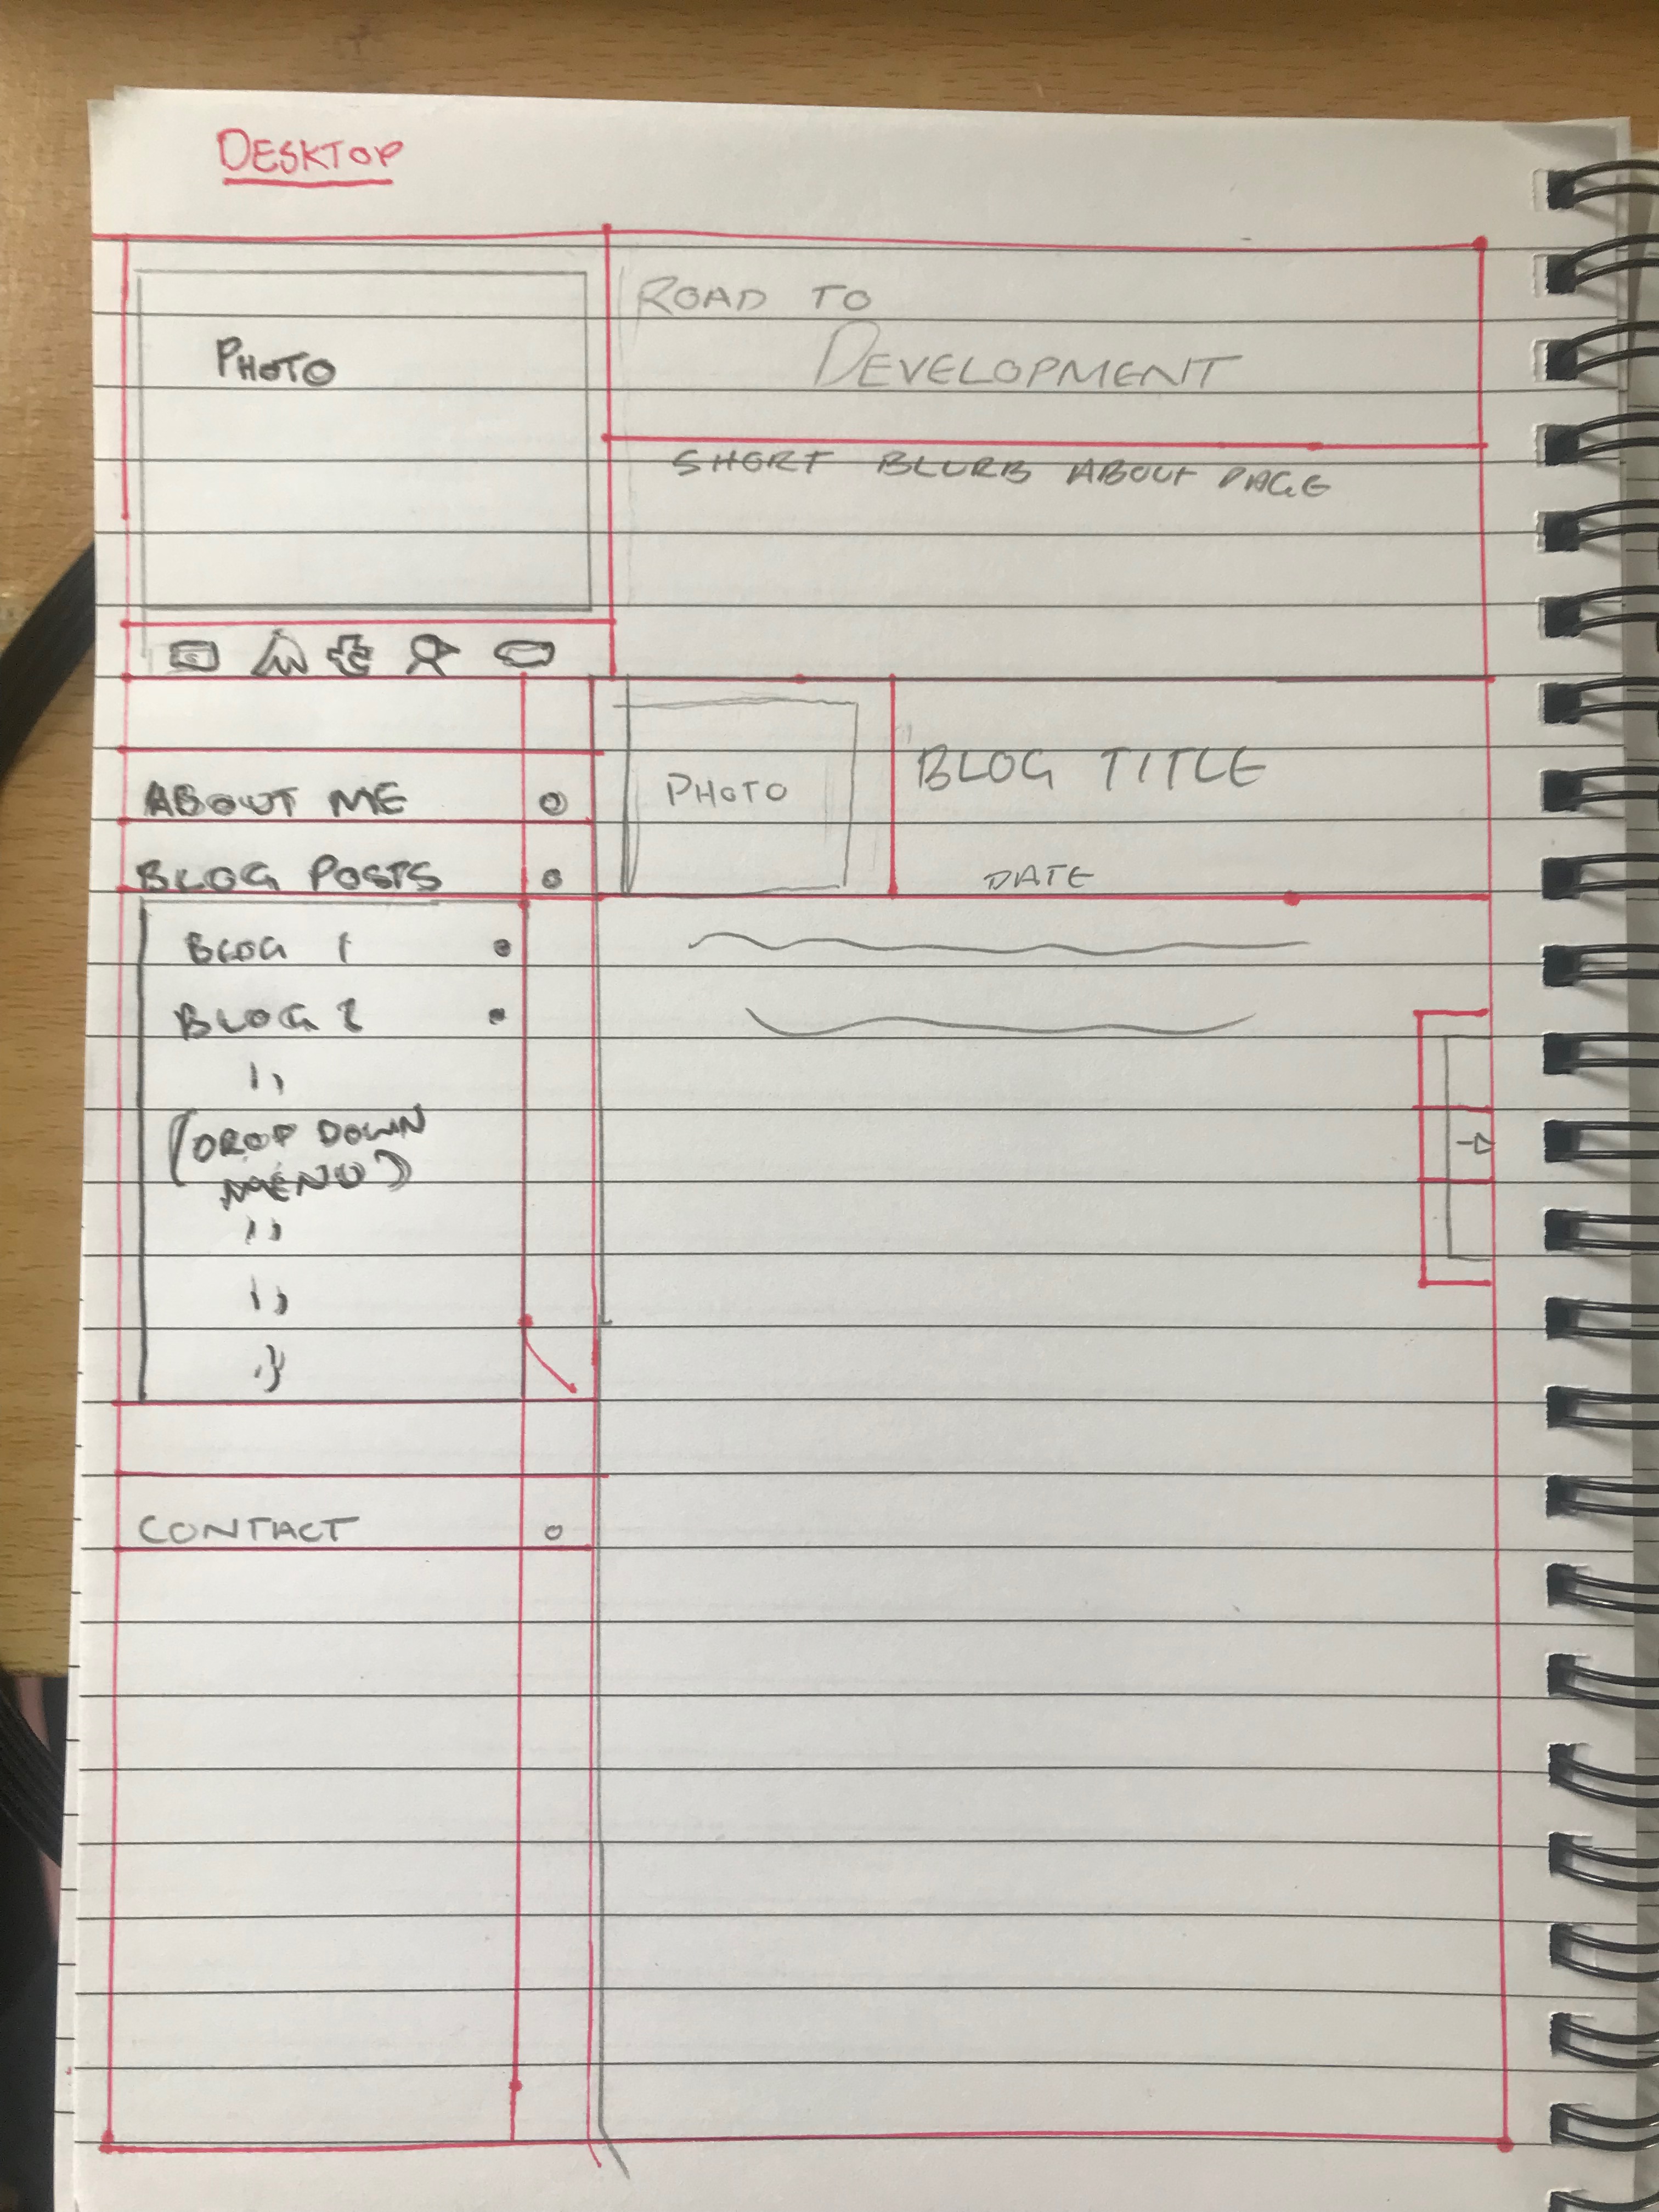 DESKTOP
PHOTO
ROAD TO
DEVELOPMENT
SHORT BLURB ABOUT PAGE
ABOUT ME
BLOG POSTS
BLOG 1
BLOG 2
(DROP DOWN
MENU)
CONTACT
PHOTO
BLOG TITLE
DATE